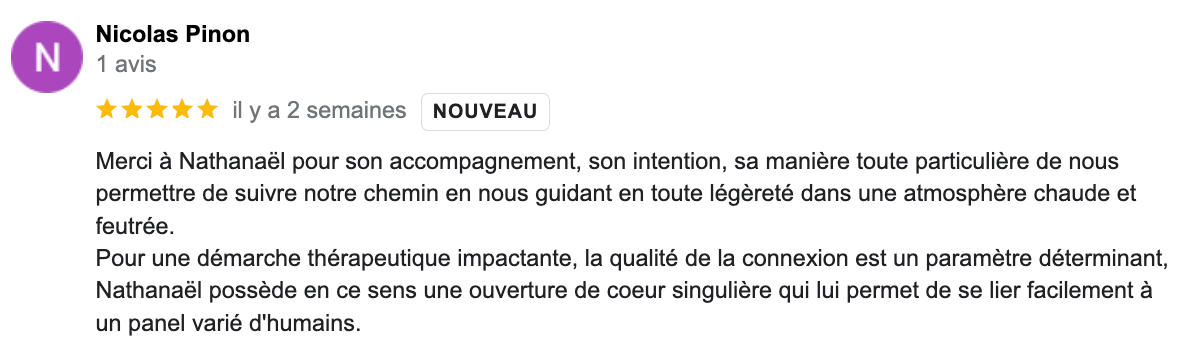 N
Nicolas Pinon
1 avis
il y a 2 semaines NOUVEAU
Merci à Nathanaël pour son accompagnement, son intention, sa manière toute particulière de nous
permettre de suivre notre chemin en nous guidant en toute légèreté dans une atmosphère chaude et
feutrée.
Pour une démarche thérapeutique impactante, la qualité de la connexion est un paramètre déterminant,
Nathanaël possède en ce sens une ouverture de coeur singulière qui lui permet de se lier facilement à
un panel varié d'humains.